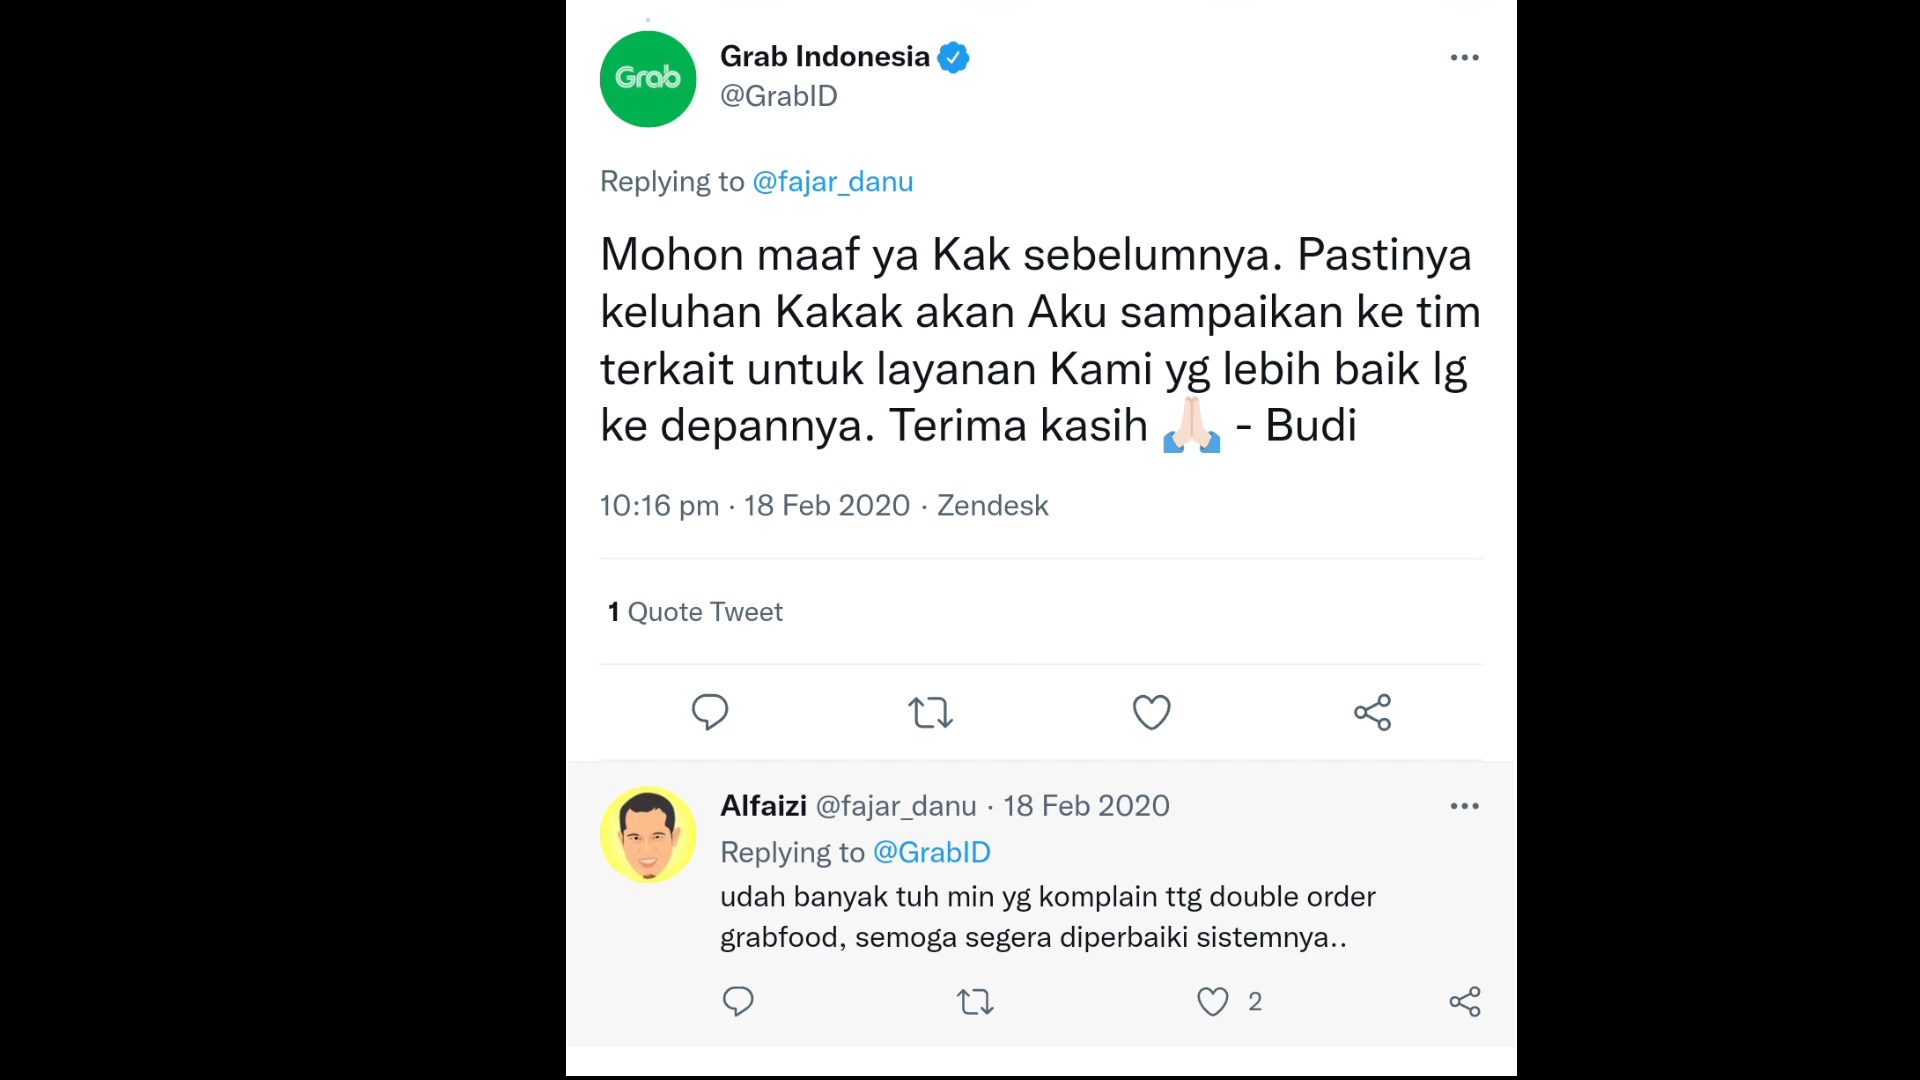 Grab
Grab Indonesia
@GrabID
Replying to @fajar_danu
Mohon maaf ya Kak sebelumnya. Pastinya
keluhan Kakak akan Aku sampaikan ke tim
terkait untuk layanan Kami yg lebih baik lg
ke depannya. Terima kasih 🙏🏻 - Budi
10:16 pm · 18 Feb 2020 · Zendesk
1 Quote Tweet
Alfaizi @fajar_danu · 18 Feb 2020
Replying to @GrabID
udah banyak tuh min yg komplain ttg double order
grabfood, semoga segera diperbaiki sistemnya..
2